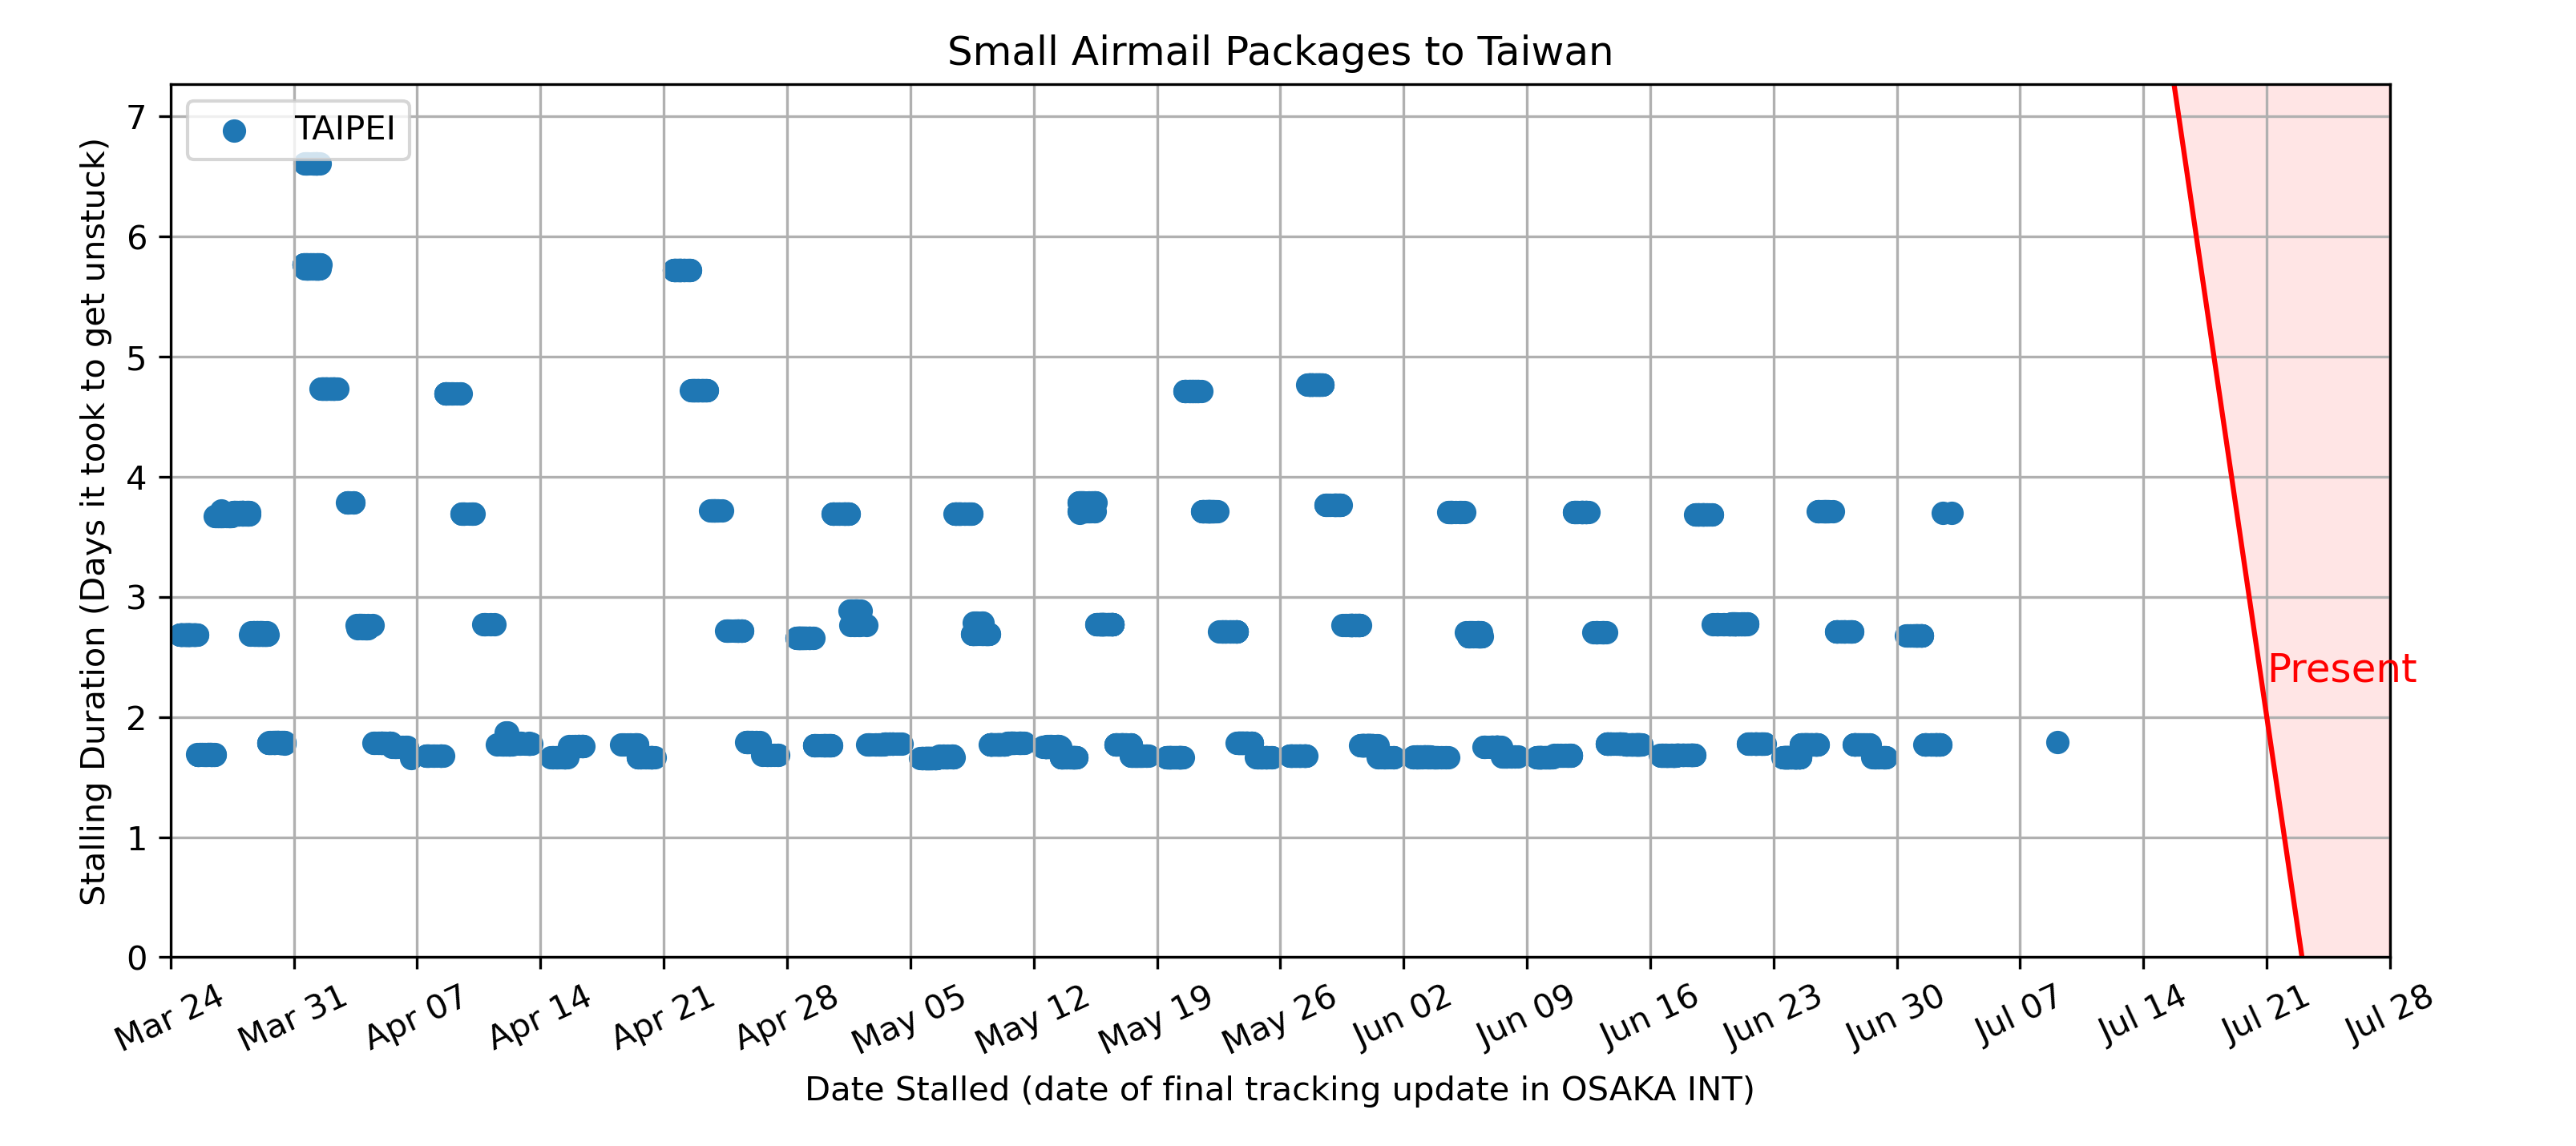 Small Airmail Packages to Taiwan
TAIPEI
Stalling Duration (Days it took to get unstuck)
7
6
5
4
3
2
1
0
Present
Mar 24
Mar 31
Apr 07
Apr 14
Apr 21
Apr 28
May 05
May 12
May 19
May 26
Jun 02
Jun 09
Jun 16
Jun 23
Jun 30
Jul 07
Jul 14
Jul 21
Jul 28
Date Stalled (date of final tracking update in OSAKA INT)